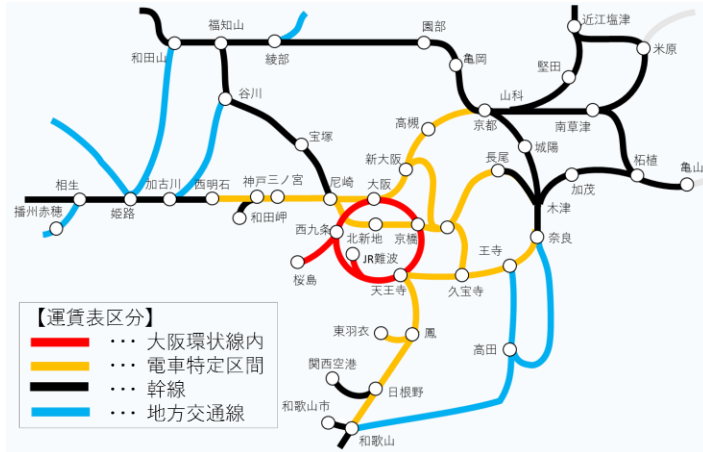 近江塩津
福知山
園部
和田山
綾部
亀岡
米原
堅田
山科
谷川
京都
南草津
高槻
宝塚
城陽
新大阪
長尾
柘植
神戸三ノ宮
尼崎
大阪
加茂
亀山
相生
加古川
西明石
木津
播州赤穂
姫路
和田岬
西九条
北新地
京橋
奈良
王寺
JR難波
桜島
天王寺
久宝寺
【運賃表区分】
・・・ 大阪環状線内
・・・ 電車特定区間
・・・ 幹線
・・・ 地方交通線
東羽衣
鳳
高田
関西空港
日根野
和歌山市
和歌山